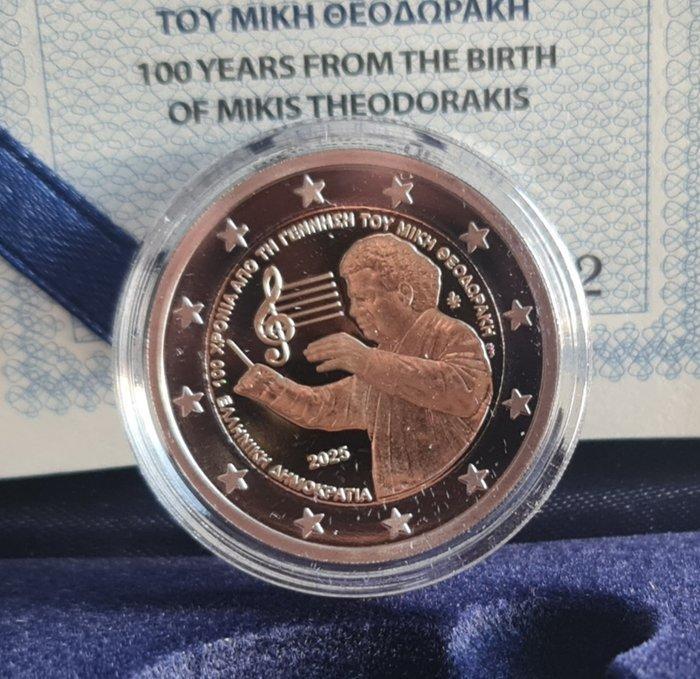 ΤΟΥ ΜΙΚΗ ΘΕΟΔΩΡΑΚΗ
100 YEARS FROM THE BIRTH
OF MIKIS THEODORAKIS
2
100 ΧΡΟΝΙΑ ΑΠΟ ΤΗ ΓΕΝΝΗΣΗ ΤΟΥ ΜΙΚΗ ΘΕΟΔΩΡΑΚΗ
2025
ΕΛΛΗΝΙΚΗ ΔΗΜΟΚΡΑΤΙΑ